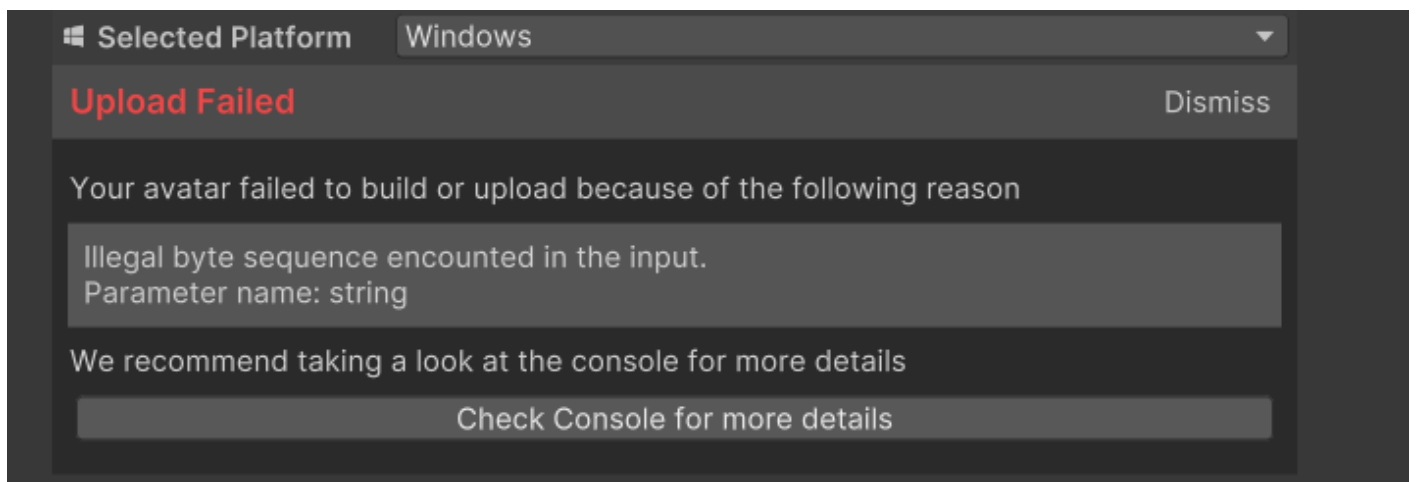 Selected Platform Windows
Upload Failed Dismiss
Your avatar failed to build or upload because of the following reason
Illegal byte sequence encounted in the input.
Parameter name: string
We recommend taking a look at the console for more details
Check Console for more details